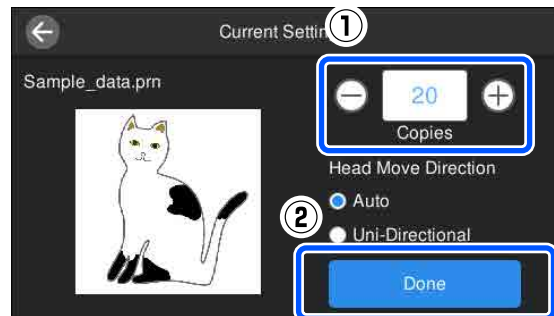 Current Settin
①
Sample_data.prn
20
Copies
Head Move Direction
Auto
②
Uni-Directional
Done